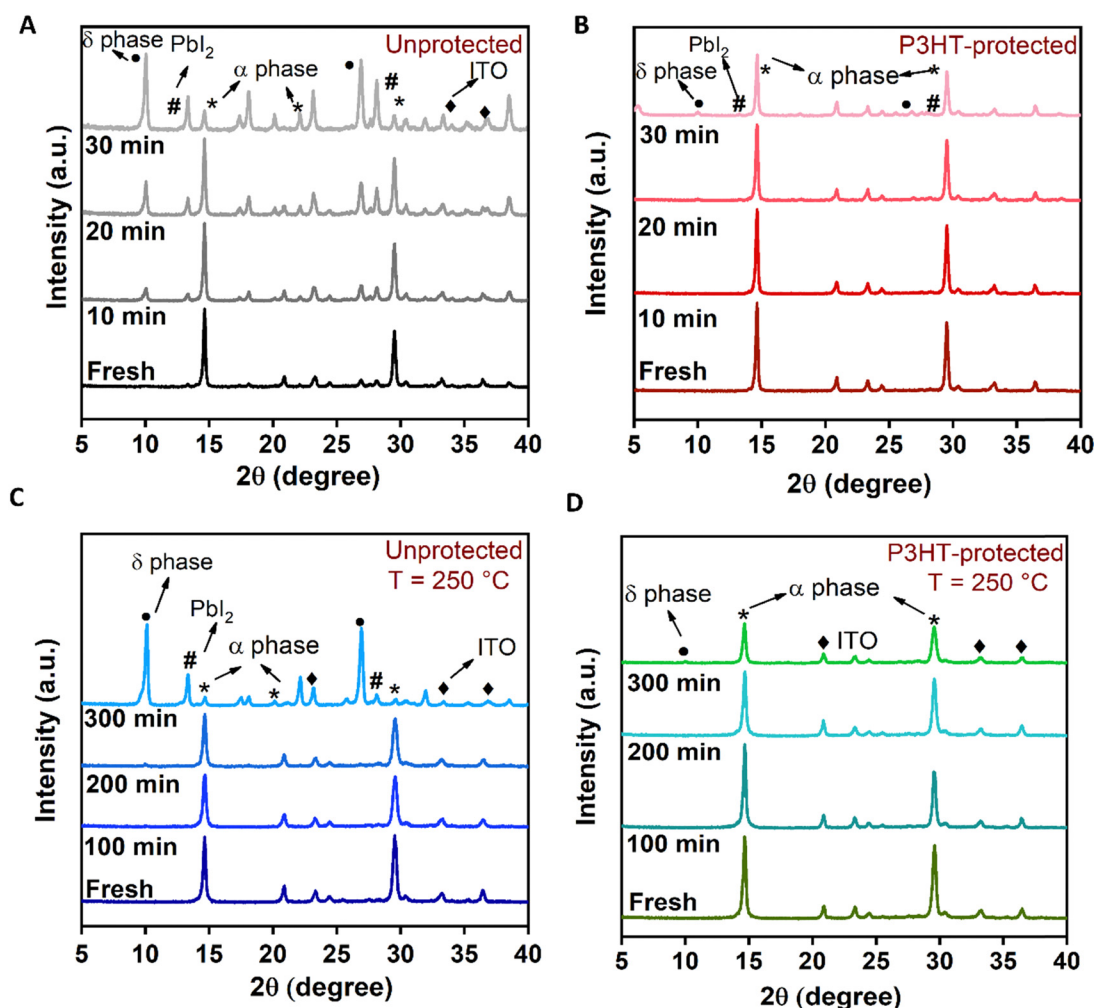 A
Unprotected
δ phase
PbI2
α phase
ITO
● # * * ● # * ◆ ◆
30 min
20 min
10 min
Fresh
Intensity (a.u.)
5 10 15 20 25 30 35 40
2θ (degree)
B
P3HT-protected
PbI2
α phase
δ phase
● # * ● # *
30 min
20 min
10 min
Fresh
Intensity (a.u.)
5 10 15 20 25 30 35 40
2θ (degree)
C
Unprotected
T = 250 °C
δ phase
PbI2
α phase
ITO
● # * * ◆ ● # * ◆ ◆
300 min
200 min
100 min
Fresh
Intensity (a.u.)
5 10 15 20 25 30 35 40
2θ (degree)
D
P3HT-protected
T = 250 °C
α phase
δ phase
● * ◆ ITO * ◆ ◆
300 min
200 min
100 min
Fresh
Intensity (a.u.)
5 10 15 20 25 30 35 40
2θ (degree)